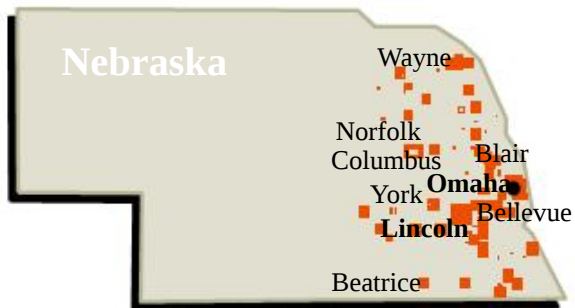 Wayne
Nebraska
Norfolk
Columbus
Blair
York
Omaha
Bellevue
Lincoln
Beatrice